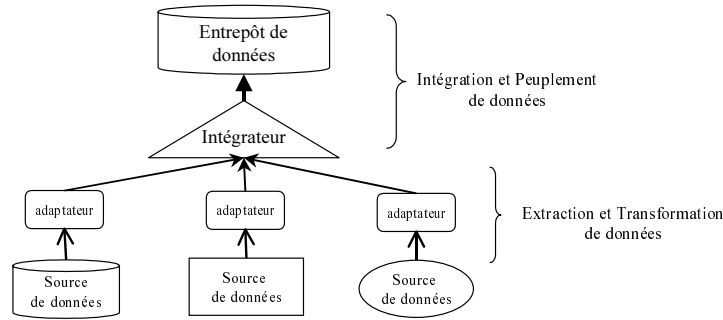 Entrepôt de
données
Intégration et Peuplement
de données
Intégrateur
adaptateur
adaptateur
adaptateur
Extraction et Transformation
de données
Source
de données
Source
de données
Source
de données